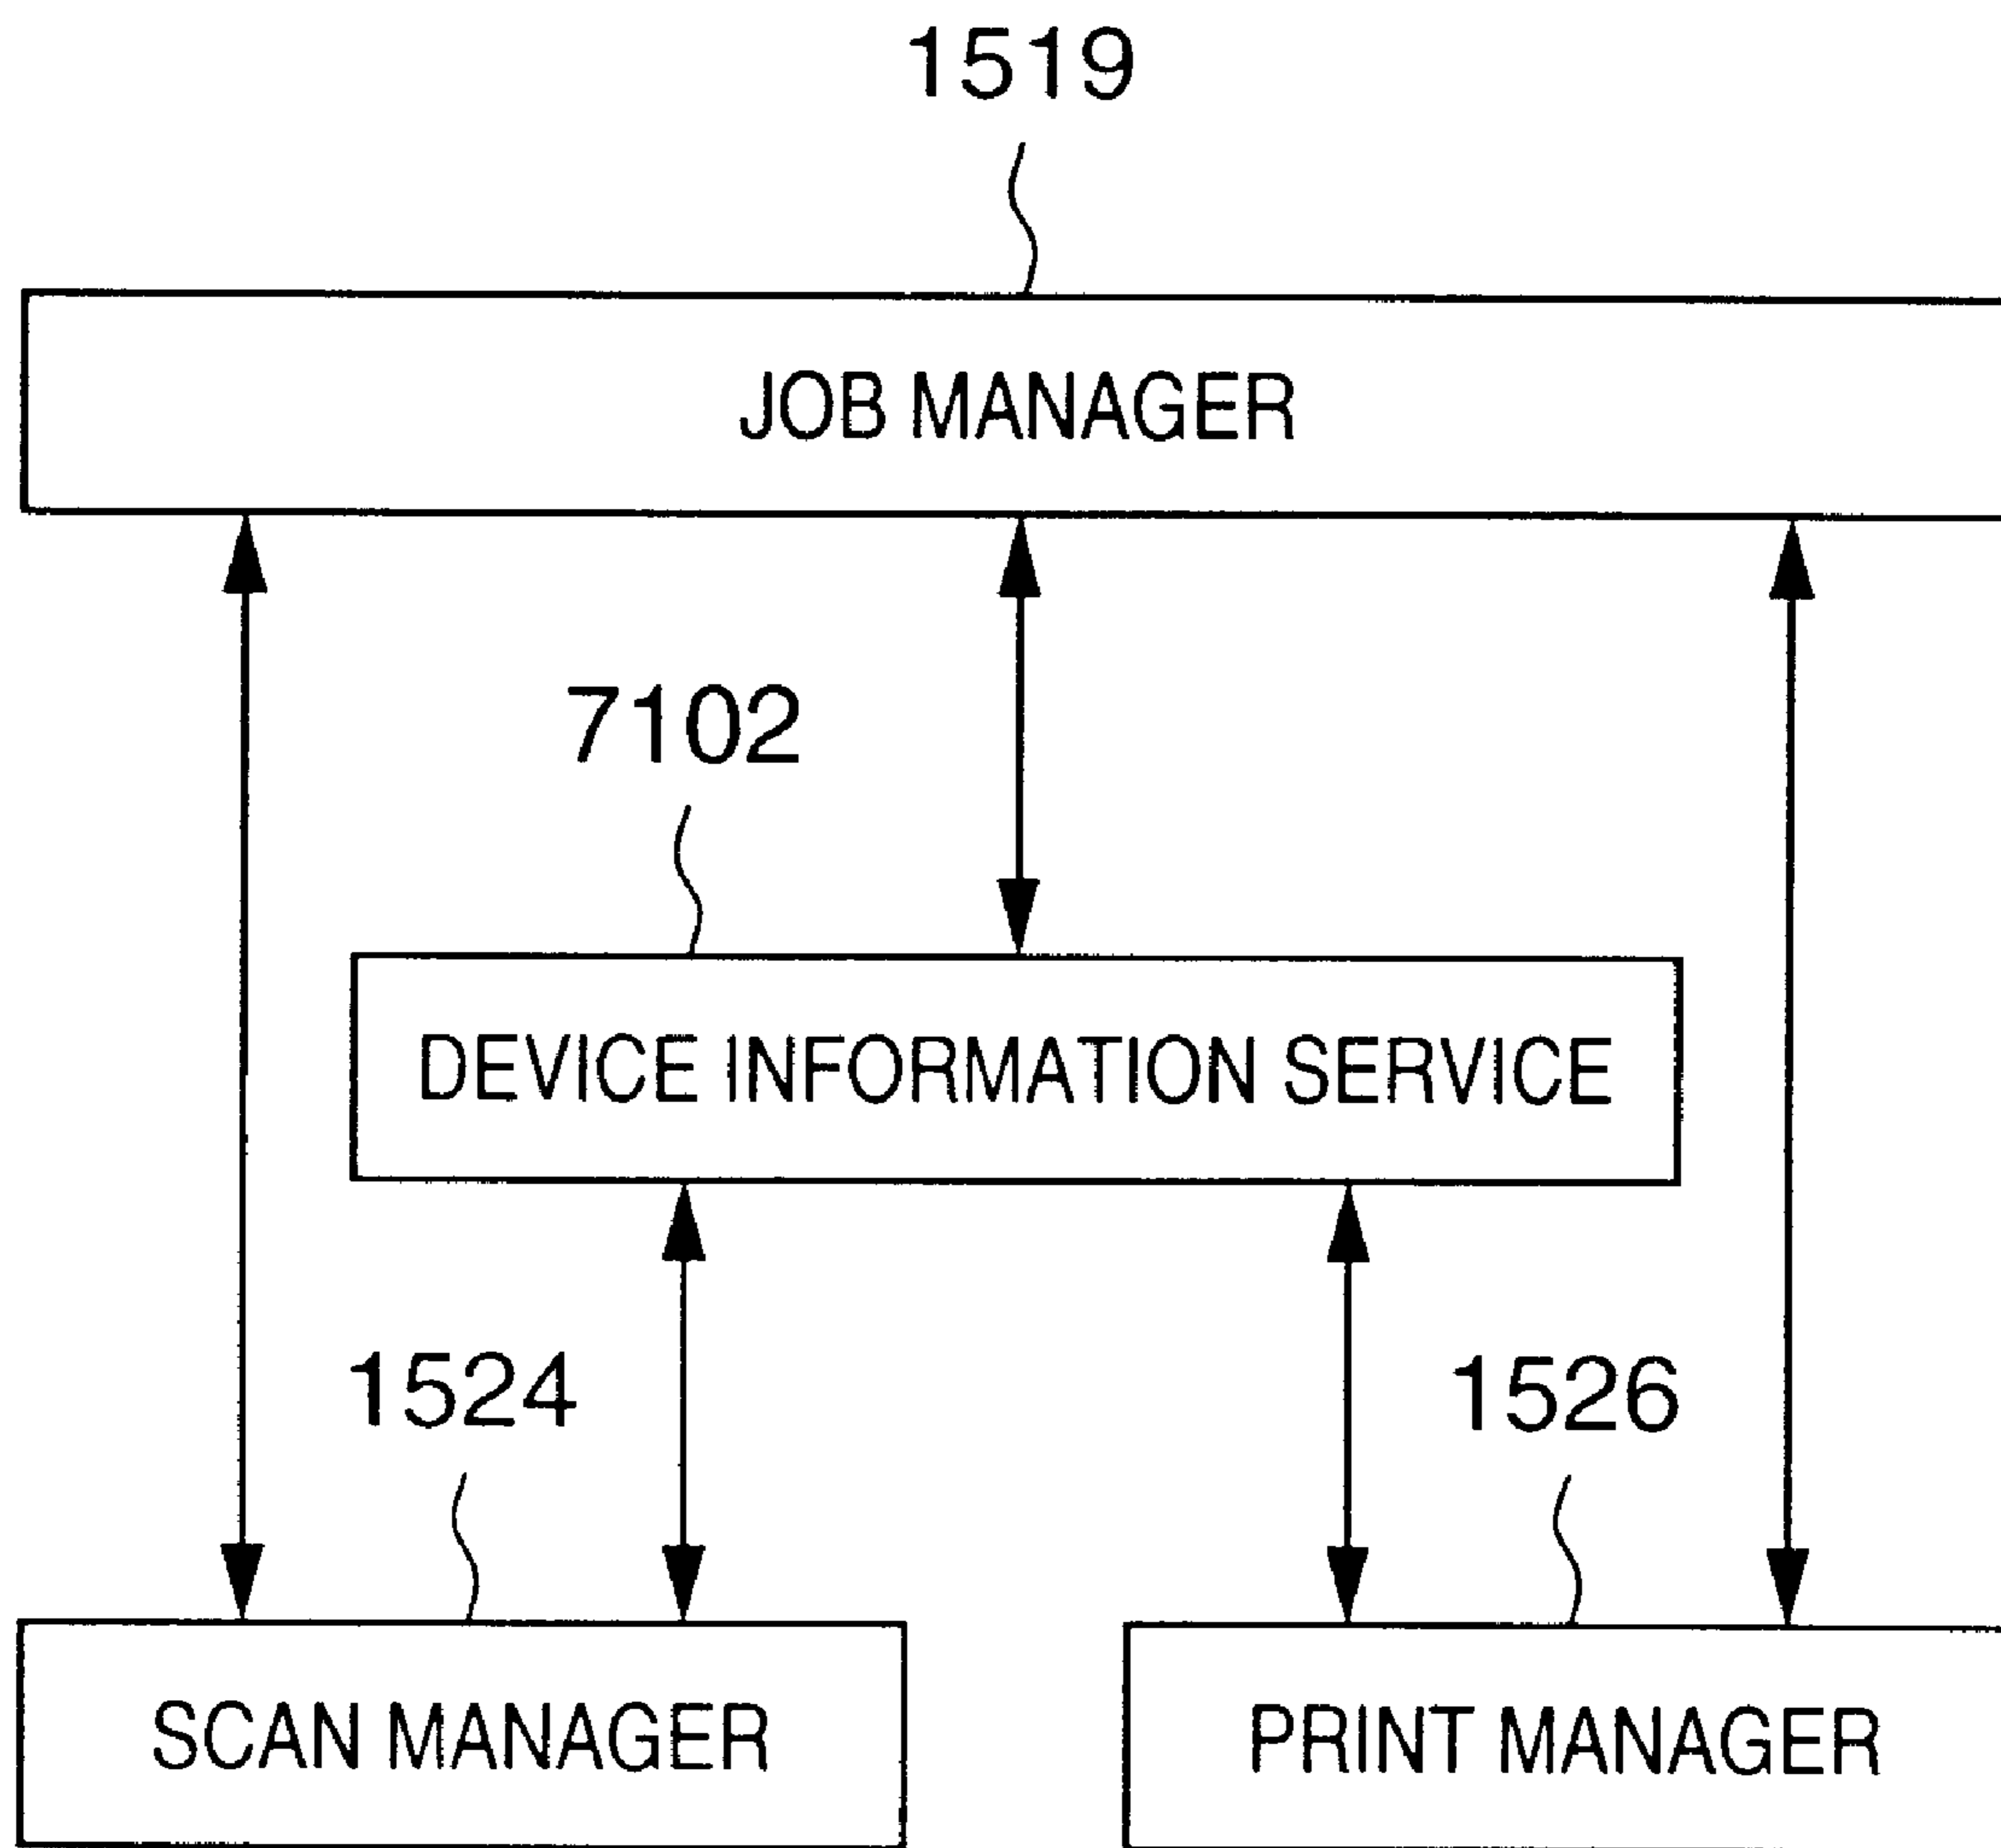 1519
JOB MANAGER
7102
DEVICE INFORMATION SERVICE
1524
1526
SCAN MANAGER
PRINT MANAGER